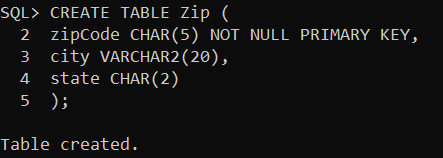 SQL> CREATE TABLE Zip (
  2  zipCode CHAR(5) NOT NULL PRIMARY KEY,
  3  city VARCHAR2(20),
  4  state CHAR(2)
  5  );
Table created.